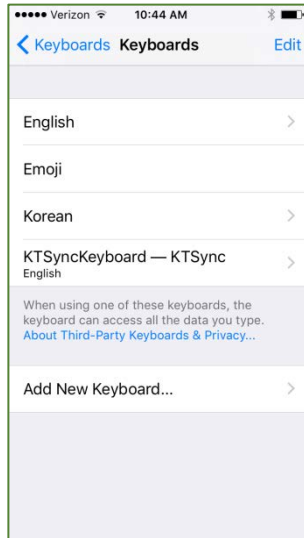 Verizon 10:44 AM
Keyboards Keyboards Edit
English
Emoji
Korean
KTSyncKeyboard — KTSync
English
When using one of these keyboards, the
keyboard can access all the data you type.
About Third-Party Keyboards & Privacy...
Add New Keyboard...